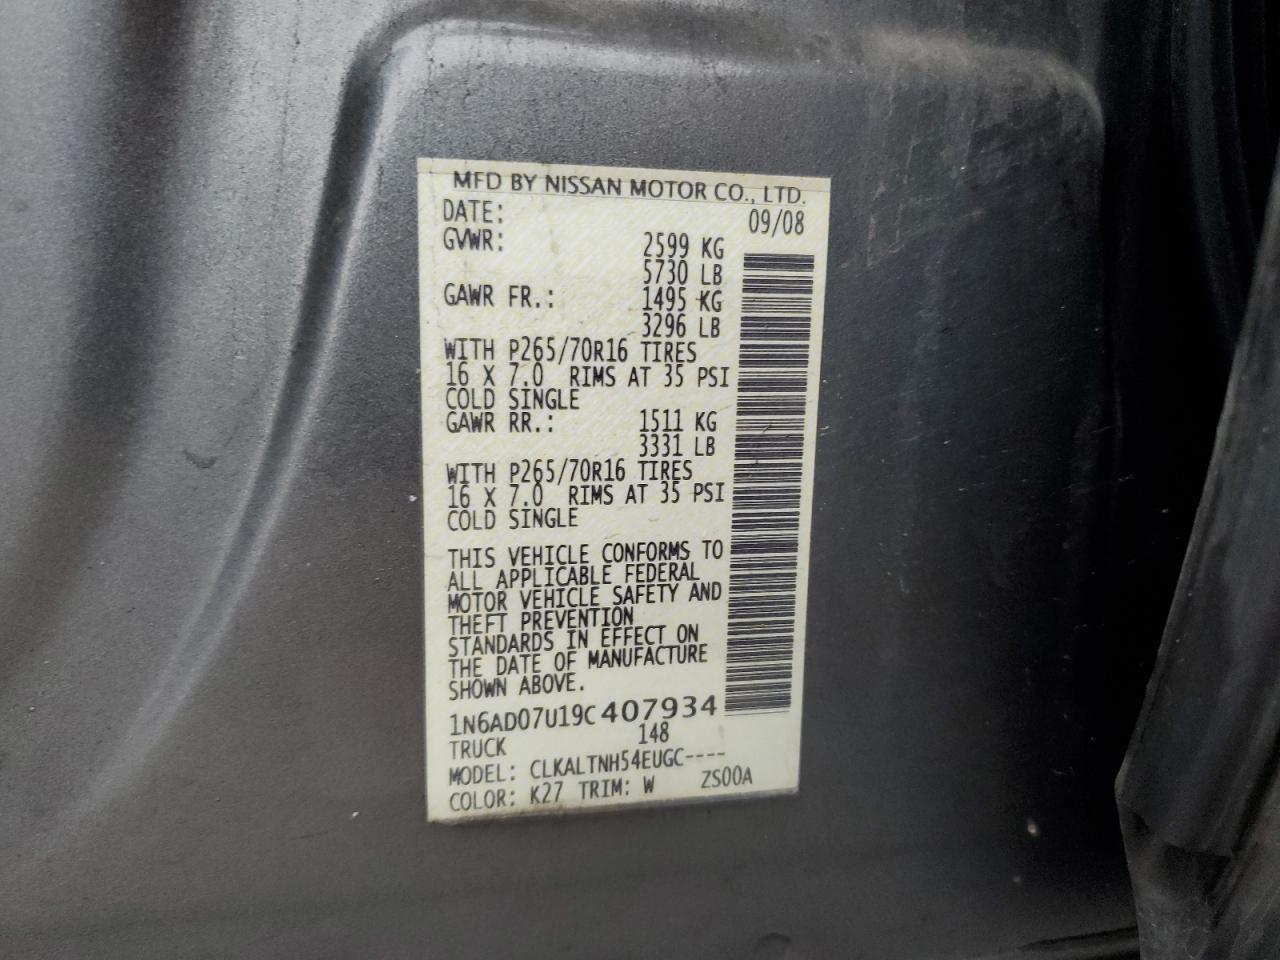 MFD BY NISSAN MOTOR CO., LTD.
DATE: 09/08
GVWR: 2599 KG
5730 LB
GAWR FR.: 1495 KG
3296 LB
WITH P265/70R16 TIRES
16 X 7.0 RIMS AT 35 PSI
COLD SINGLE
GAWR RR.: 1511 KG
3331 LB
WITH P265/70R16 TIRES
16 X 7.0 RIMS AT 35 PSI
COLD SINGLE
THIS VEHICLE CONFORMS TO
ALL APPLICABLE FEDERAL
MOTOR VEHICLE SAFETY AND
THEFT PREVENTION
STANDARDS IN EFFECT ON
THE DATE OF MANUFACTURE
SHOWN ABOVE.
1N6AD07U19C407934
TRUCK 148
MODEL: CLKALTNH54EUGC----
COLOR: K27 TRIM: W ZS00A